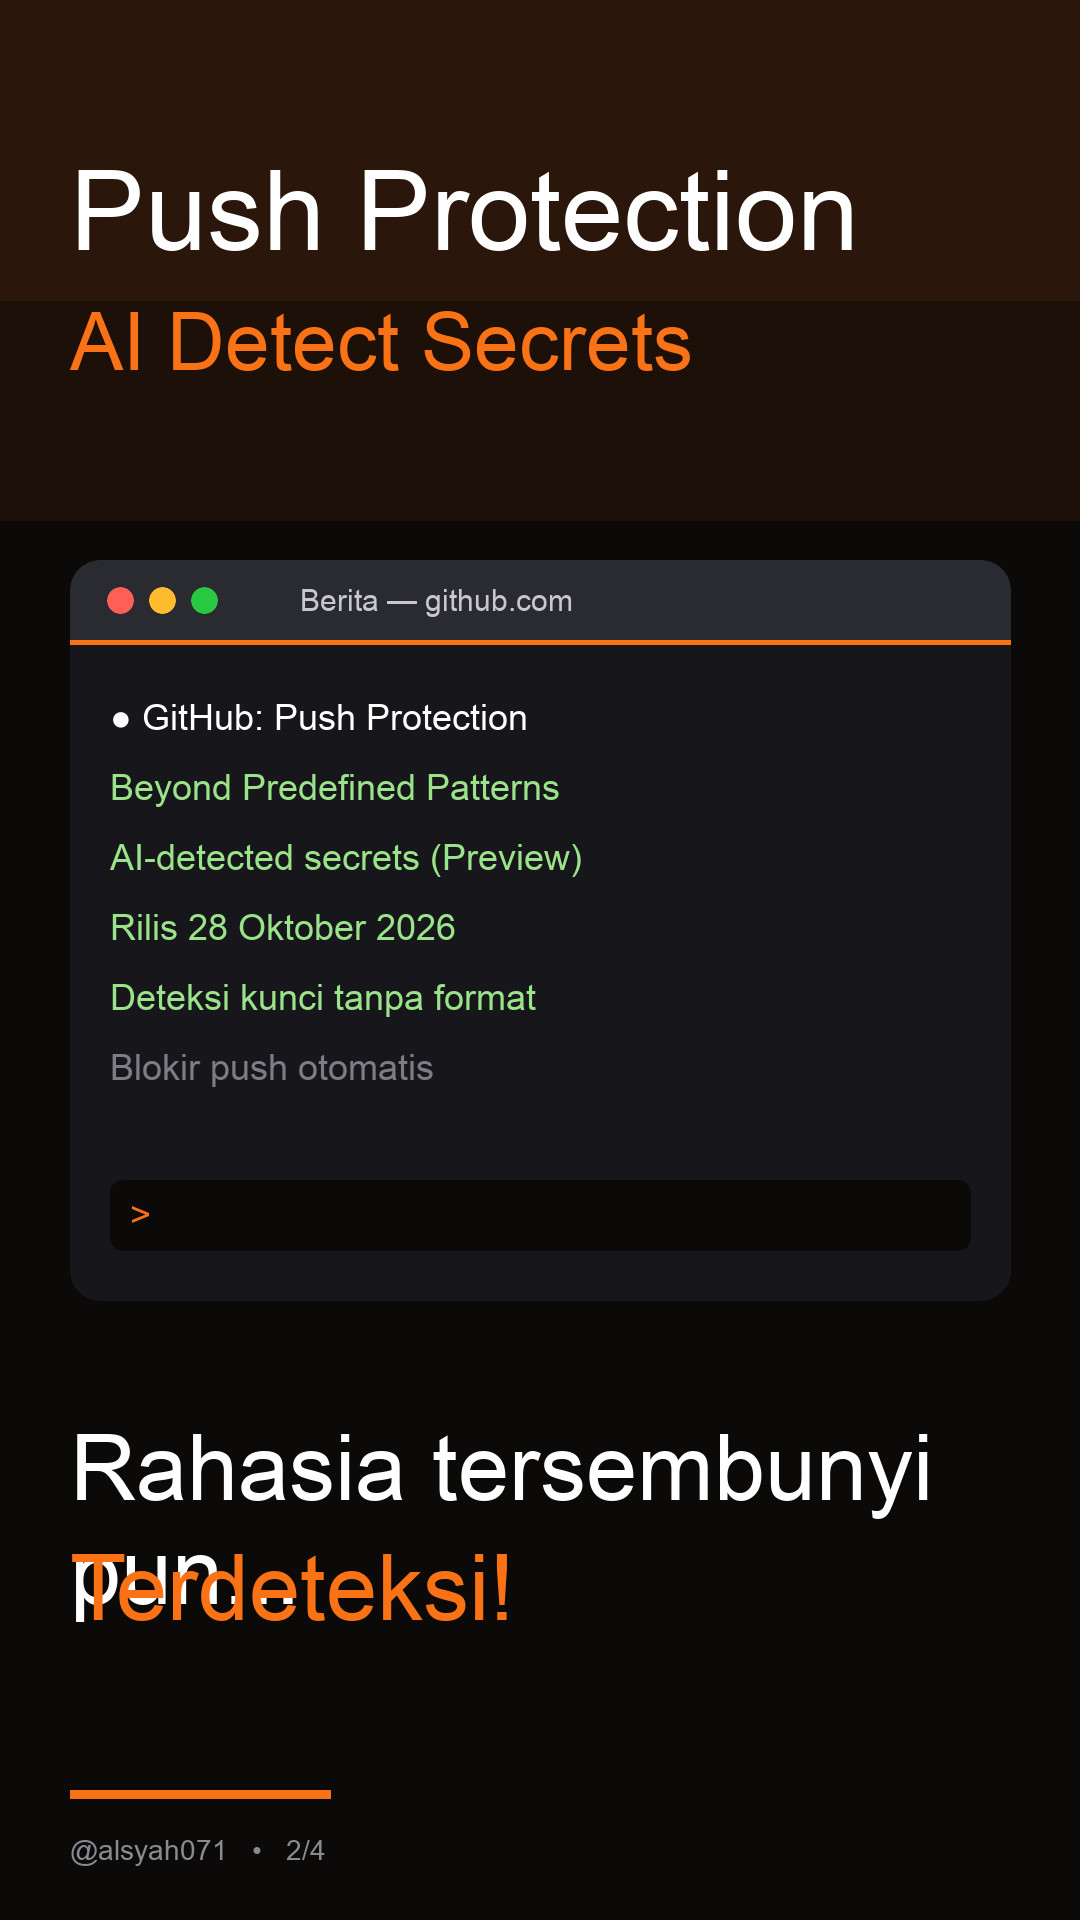 Push Protection
AI Detect Secrets
Berita — github.com
● GitHub: Push Protection
Beyond Predefined Patterns
AI-detected secrets (Preview)
Rilis 28 Oktober 2026
Deteksi kunci tanpa format
Blokir push otomatis
>
Rahasia tersembunyi
pun...
Terdeteksi!
@alsyah071 • 2/4